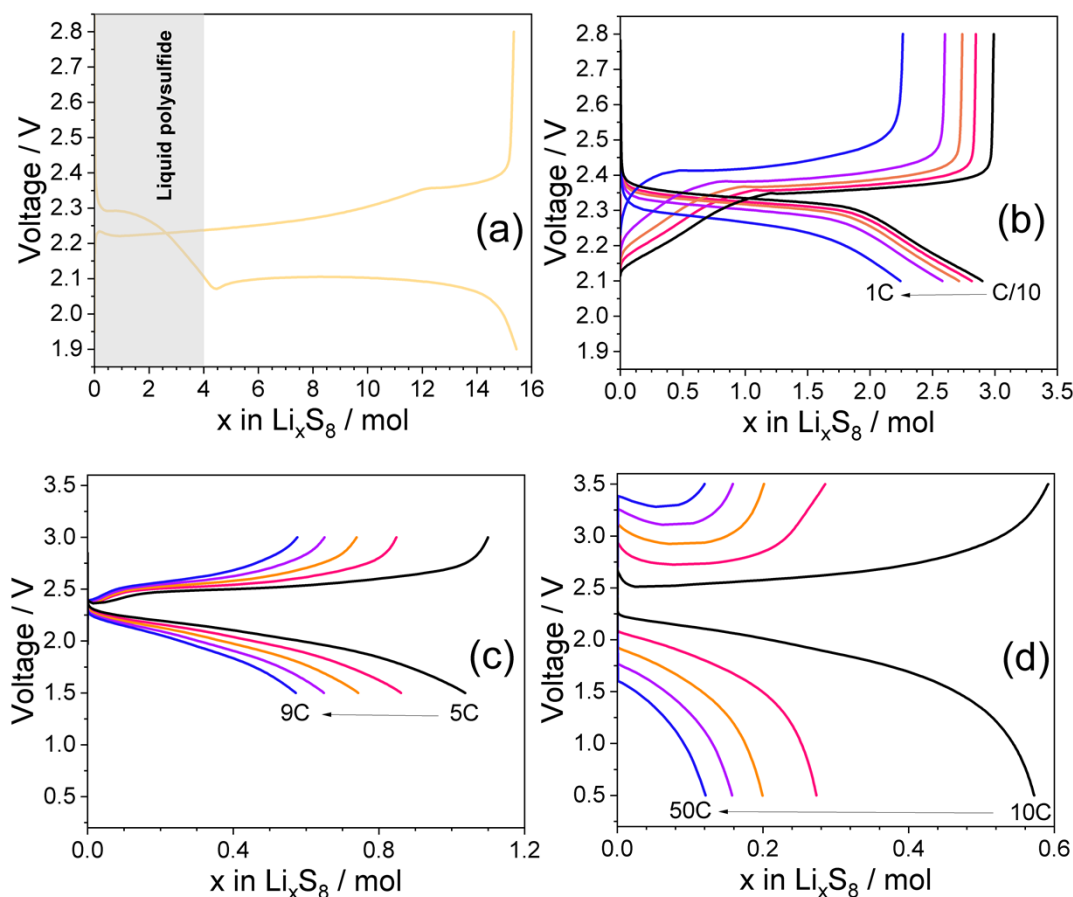 2.8
2.7
2.6
2.5
2.4
2.3
2.2
2.1
2.0
1.9
Voltage / V
Liquid polysulfide
(a)
0 2 4 6 8 10 12 14 16
x in LiₓS₈ / mol
2.8
2.7
2.6
2.5
2.4
2.3
2.2
2.1
2.0
1.9
Voltage / V
(b)
1C C/10
0.0 0.5 1.0 1.5 2.0 2.5 3.0 3.5
x in LiₓS₈ / mol
3.5
3.0
2.5
2.0
1.5
1.0
0.5
Voltage / V
(c)
9C 5C
0.0 0.4 0.8 1.2
x in LiₓS₈ / mol
3.5
3.0
2.5
2.0
1.5
1.0
0.5
Voltage / V
(d)
50C 10C
0.0 0.2 0.4 0.6
x in LiₓS₈ / mol